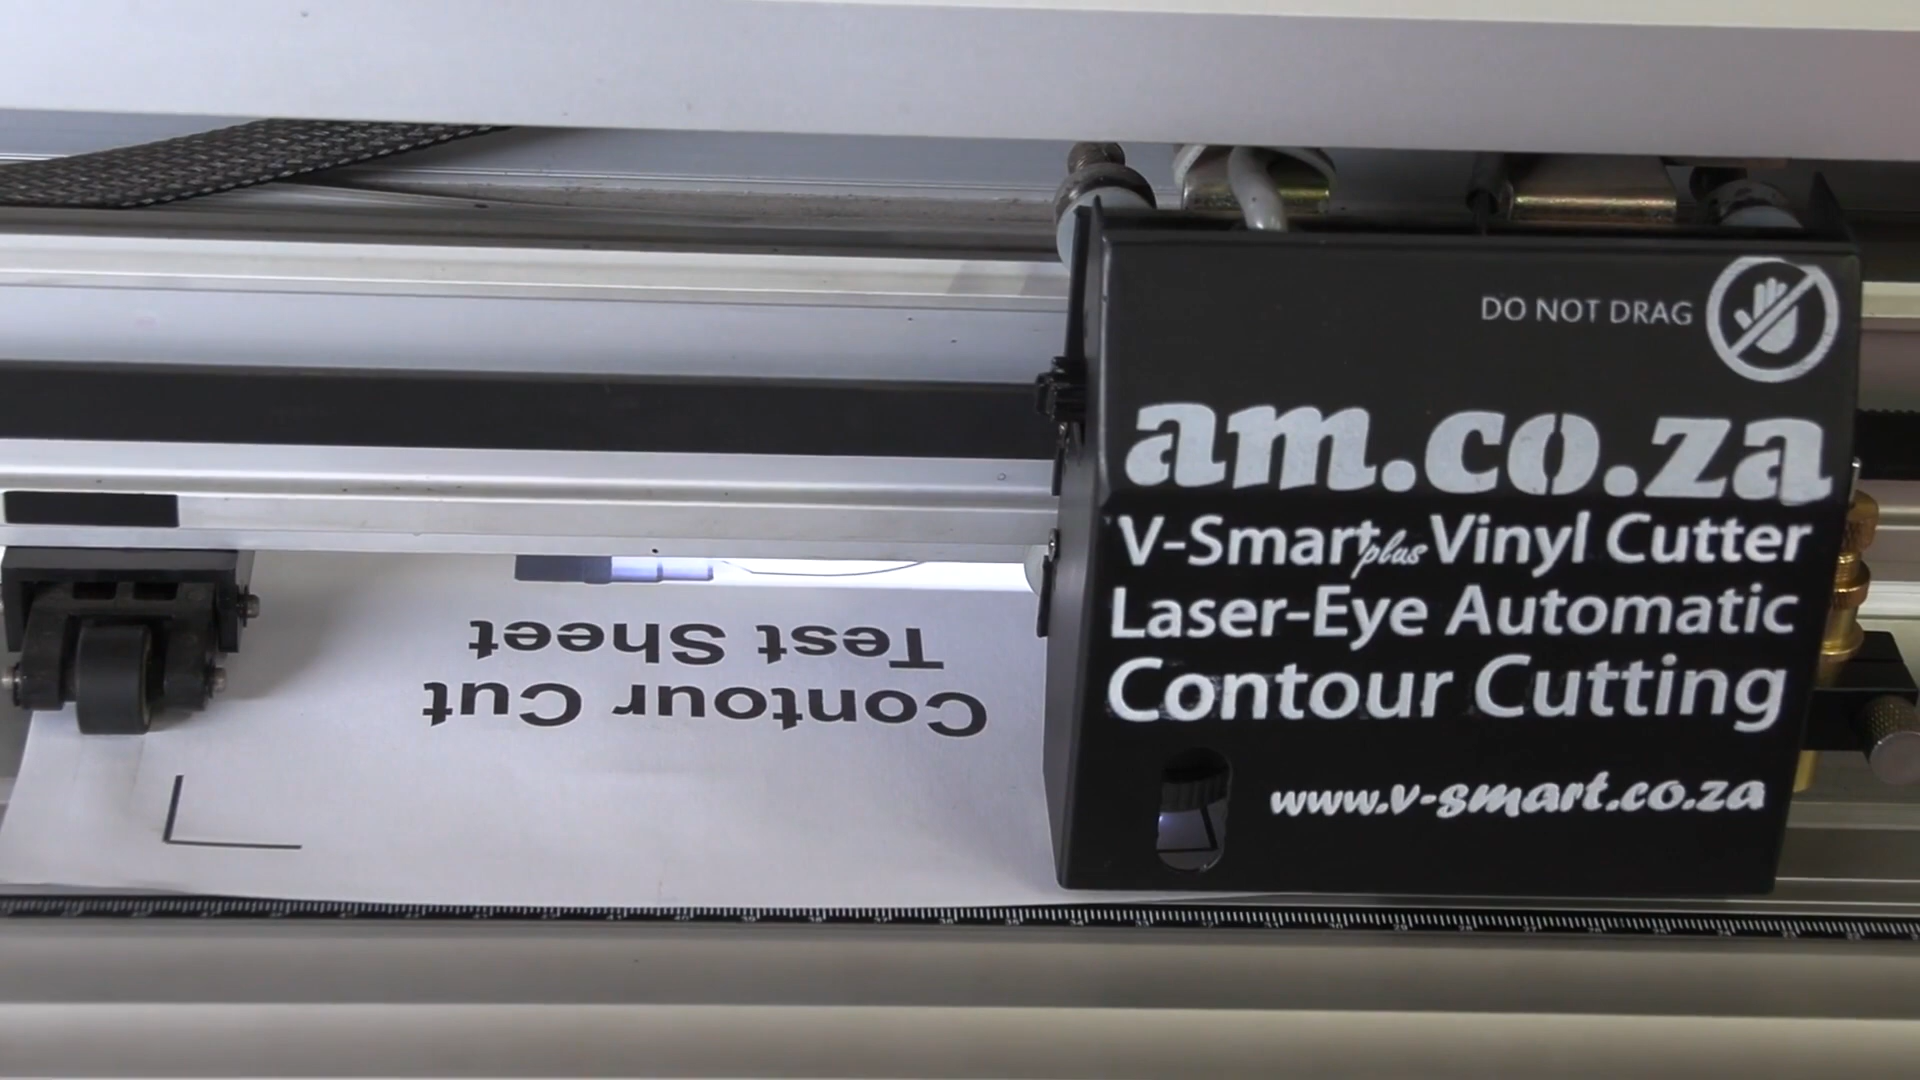 DO NOT DRAG
am.co.za
V-Smart plus Vinyl Cutter
Laser-Eye Automatic
Contour Cutting
www.v-smart.co.za
Contour Cut
Test Sheet